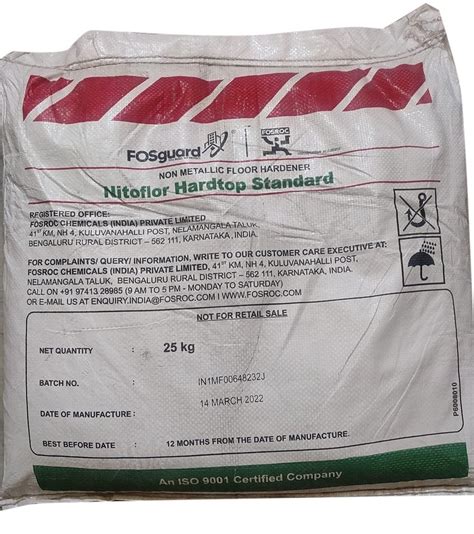 FOSguard
FOSROC
NON METALLIC FLOOR HARDENER
Nitoflor Hardtop Standard
REGISTERED OFFICE:
FOSROC CHEMICALS (INDIA) PRIVATE LIMITED
41ST KM, NH 4, KULUVANAHALLI POST, NELAMANGALA TALUK,
BENGALURU RURAL DISTRICT – 562 111, KARNATAKA, INDIA.
FOR COMPLAINTS/ QUERY/ INFORMATION, WRITE TO OUR CUSTOMER CARE EXECUTIVE AT:
FOSROC CHEMICALS (INDIA) PRIVATE LIMITED, 41ST KM, NH 4, KULUVANAHALLI POST,
NELAMANGALA TALUK, BENGALURU RURAL DISTRICT – 562 111, KARNATAKA, INDIA.
CALL ON +91 97413 28985 (9 AM TO 5 PM - MONDAY TO SATURDAY)
OR E-MAIL US AT ENQUIRY.INDIA@FOSROC.COM I WWW.FOSROC.COM
NOT FOR RETAIL SALE
NET QUANTITY : 25 kg
BATCH NO. : IN1MF00648232J
DATE OF MANUFACTURE : 14 MARCH 2022
BEST BEFORE DATE : 12 MONTHS FROM THE DATE OF MANUFACTURE.
P6008010
An ISO 9001 Certified Company